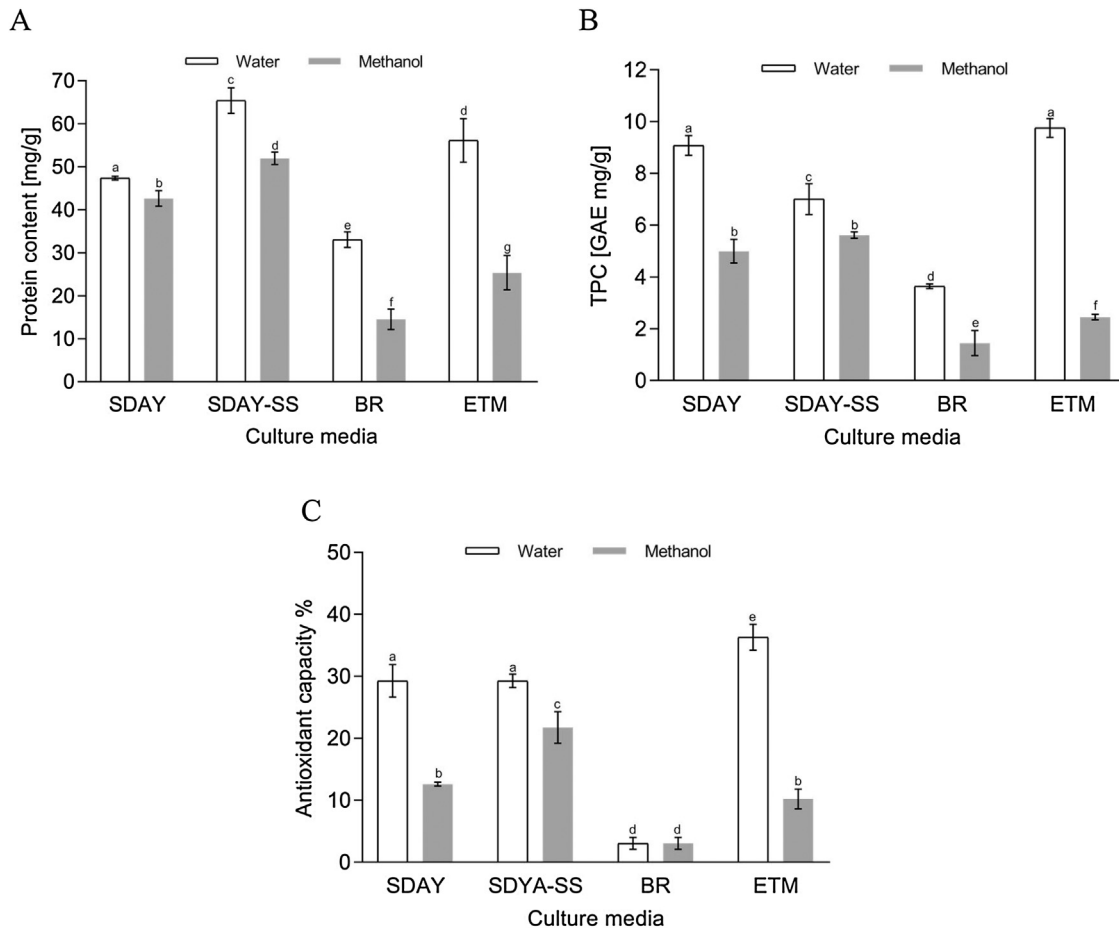 A
Water Methanol
Protein content [mg/g]
70
60
50
40
30
20
10
0
a
b
c
d
e
f
d
g
SDAY SDAY-SS BR ETM
Culture media
B
Water Methanol
TPC [GAE mg/g]
12
10
8
6
4
2
0
a
b
c
b
d
e
a
f
SDAY SDAY-SS BR ETM
Culture media
C
Water Methanol
Antioxidant capacity %
50
40
30
20
10
0
a
b
a
c
d
d
e
b
SDAY SDYA-SS BR ETM
Culture media